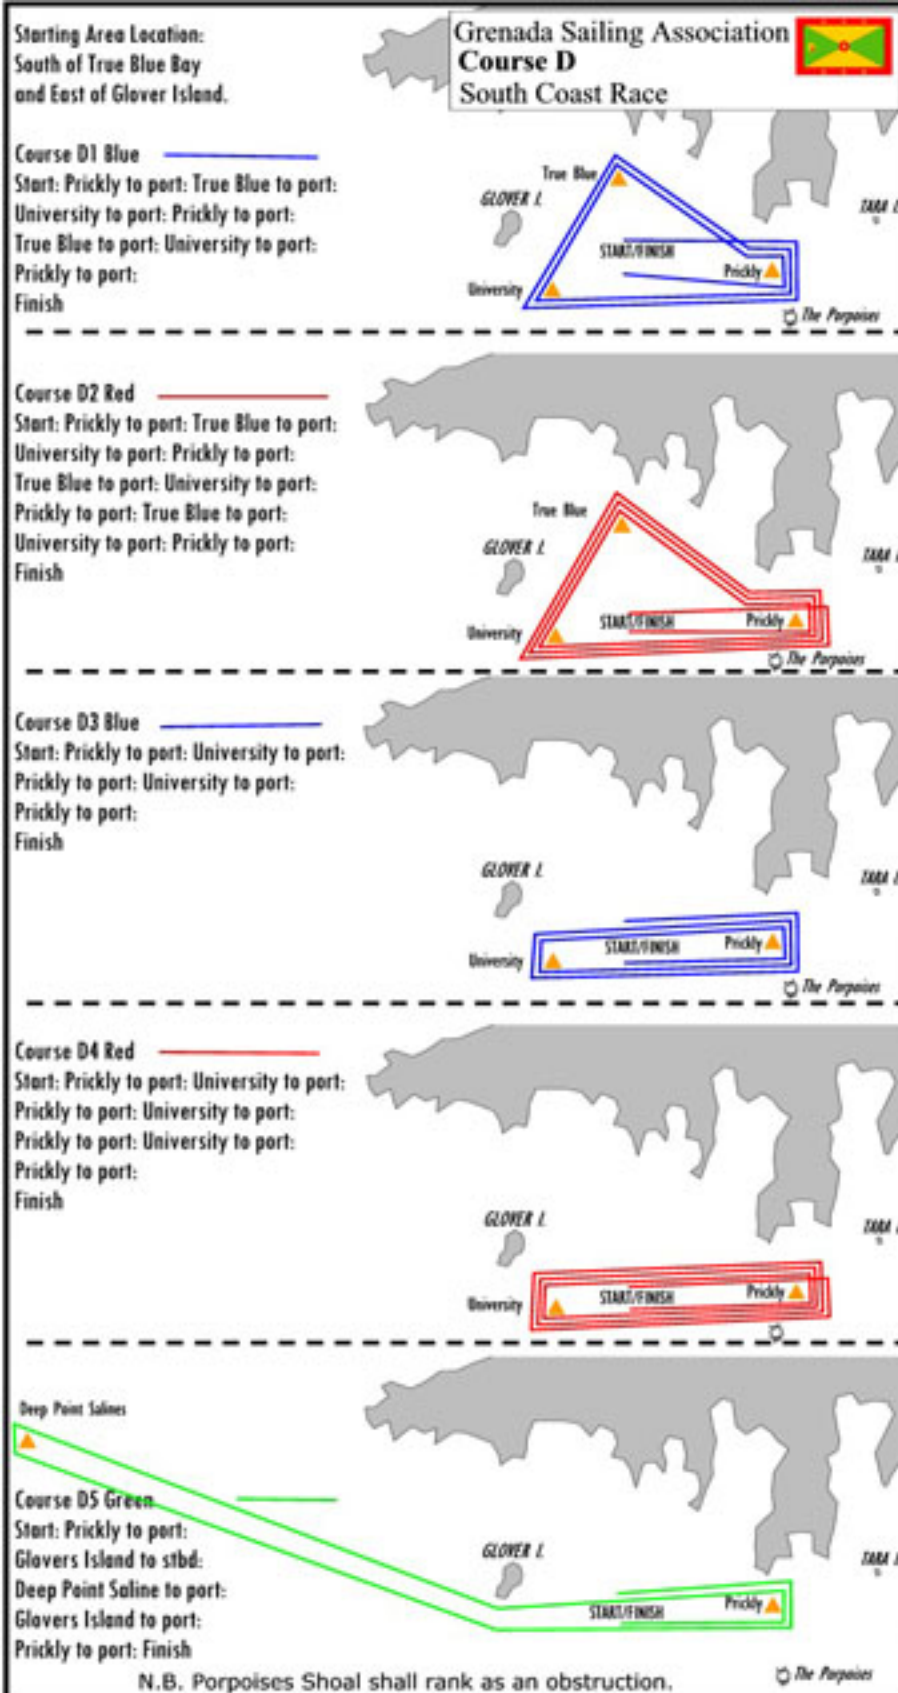 Starting Area Location:
South of True Blue Bay
and East of Glover Island.
Grenada Sailing Association
Course D
South Coast Race
Course D1 Blue
Start: Prickly to port: True Blue to port:
University to port: Prickly to port:
True Blue to port: University to port:
Prickly to port:
Finish
True Blue
GLOVER I.
TARA
START/FINISH
Prickly
University
The Porpoises
Course D2 Red
Start: Prickly to port: True Blue to port:
University to port: Prickly to port:
True Blue to port: University to port:
Prickly to port: True Blue to port:
University to port: Prickly to port:
Finish
True Blue
GLOVER I.
TARA
START/FINISH
Prickly
University
The Porpoises
Course D3 Blue
Start: Prickly to port: University to port:
Prickly to port: University to port:
Prickly to port:
Finish
GLOVER I.
TARA
START/FINISH
Prickly
University
The Porpoises
Course D4 Red
Start: Prickly to port: University to port:
Prickly to port: University to port:
Prickly to port: University to port:
Prickly to port:
Finish
GLOVER I.
TARA
START/FINISH
Prickly
University
Deep Point Salines
Course D5 Green
Start: Prickly to port:
Glovers Island to stbd:
Deep Point Saline to port:
Glovers Island to port:
Prickly to port: Finish
GLOVER I.
TARA
START/FINISH
Prickly
The Porpoises
N.B. Porpoises Shoal shall rank as an obstruction.